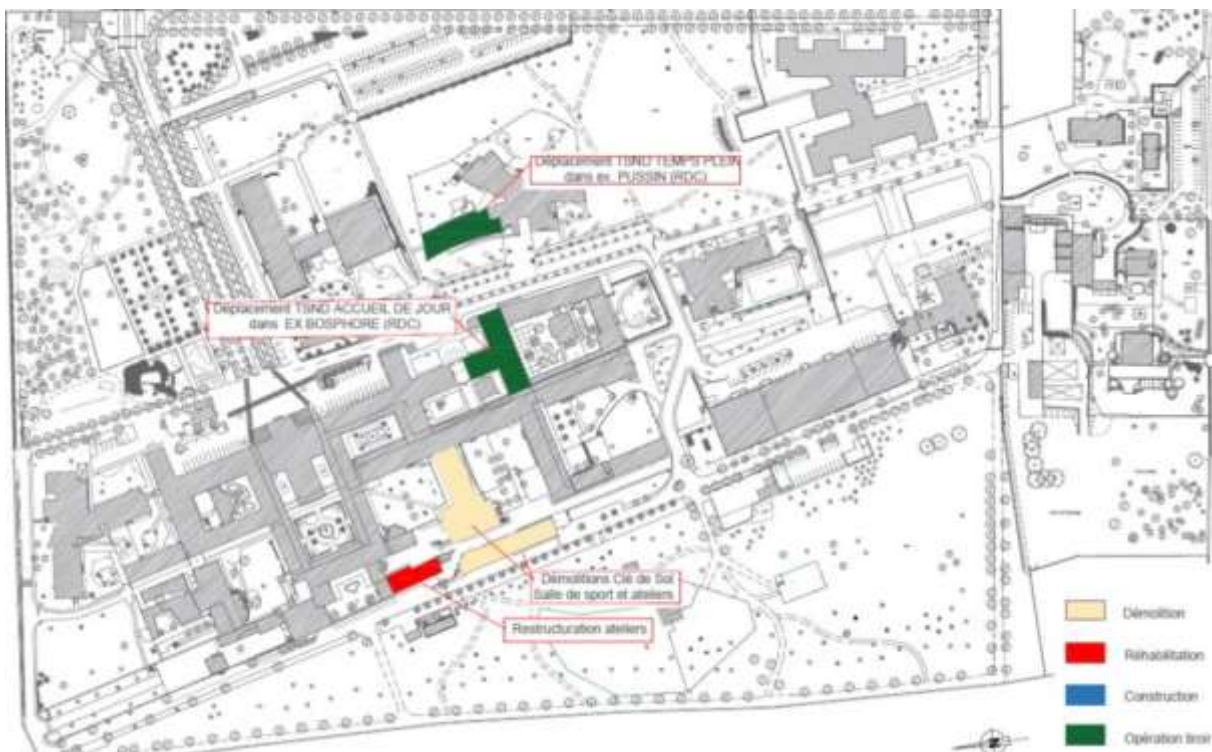 Déplacement TSND TEMPS PLEIN
dans ex. PUSSIN (RDC)
Déplacement TSND ACCUEIL DE JOUR
dans EX BOSPHORE (RDC)
Démolitions Clé de Sol
Salle de sport et ateliers
Restructuration ateliers
Démolition
Réhabilitation
Construction
Opération tiroir